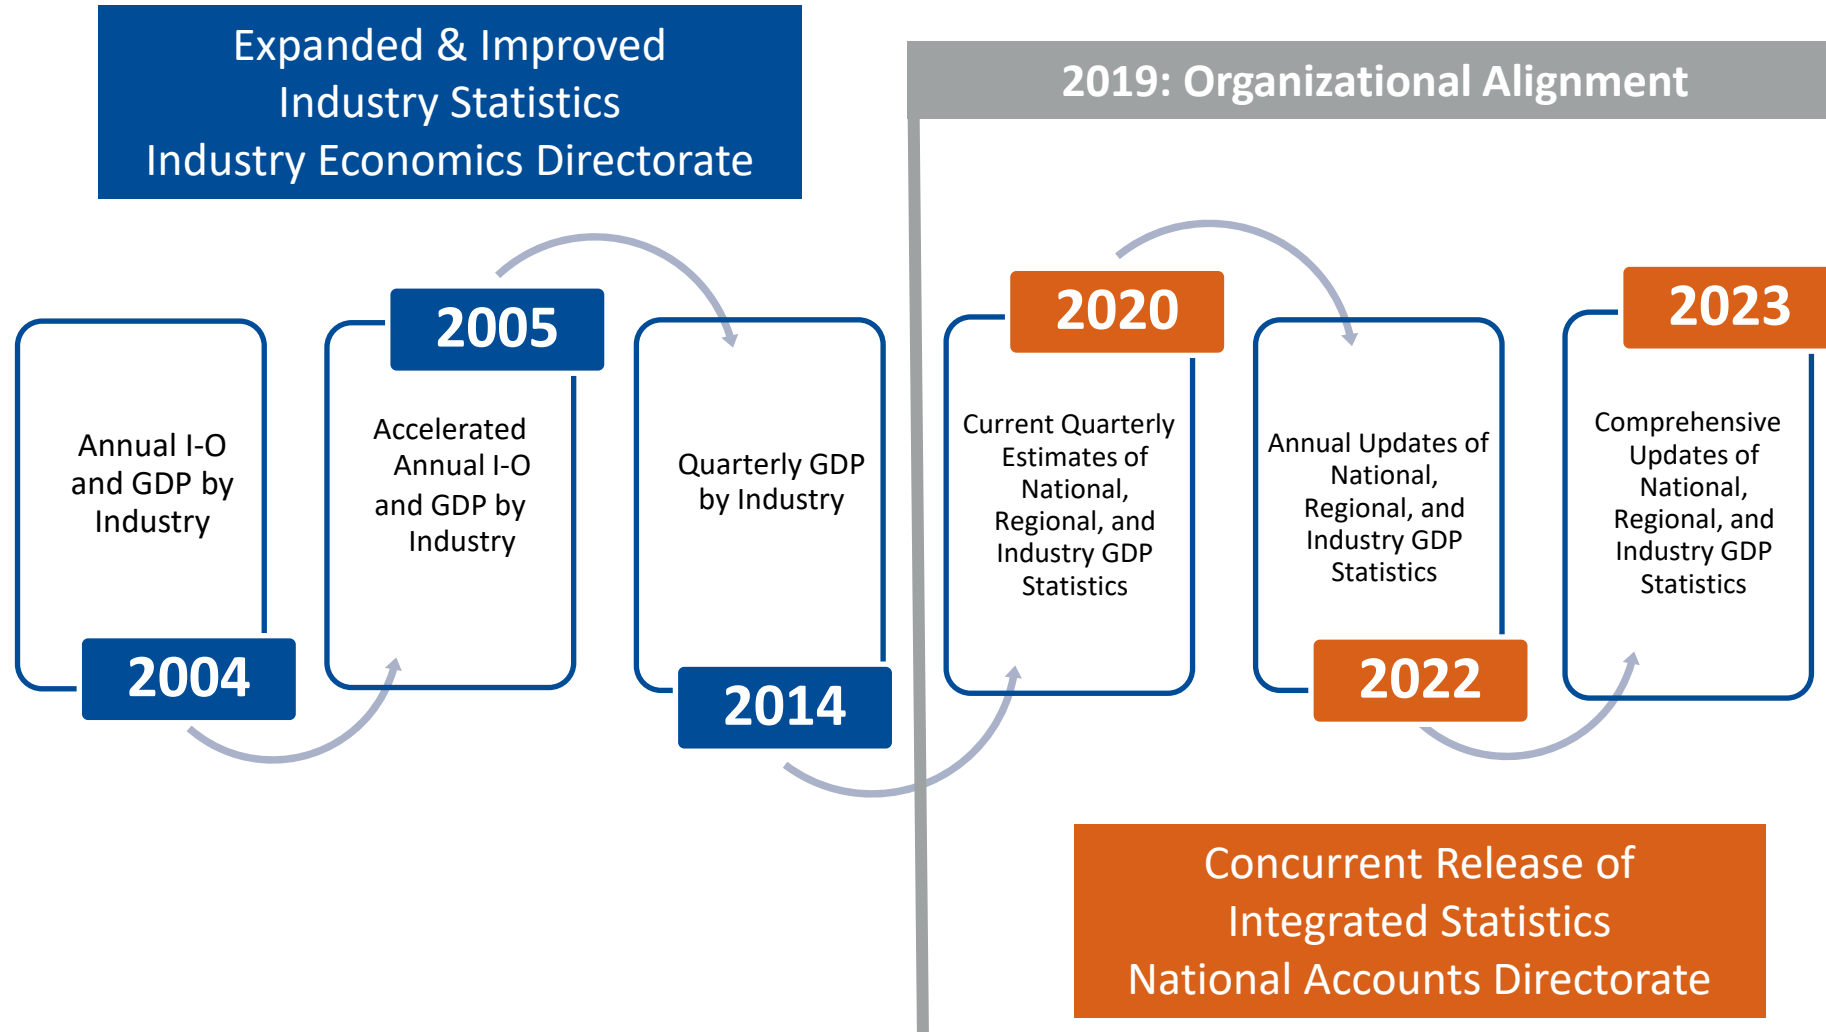 Expanded & Improved
Industry Statistics
Industry Economics Directorate
2019: Organizational Alignment
Annual I-O
and GDP by
Industry
2004
2005
Accelerated
Annual I-O
and GDP by
Industry
Quarterly GDP
by Industry
2014
2020
Current Quarterly
Estimates of
National,
Regional, and
Industry GDP
Statistics
Annual Updates of
National,
Regional, and
Industry GDP
Statistics
2022
2023
Comprehensive
Updates of
National,
Regional, and
Industry GDP
Statistics
Concurrent Release of
Integrated Statistics
National Accounts Directorate